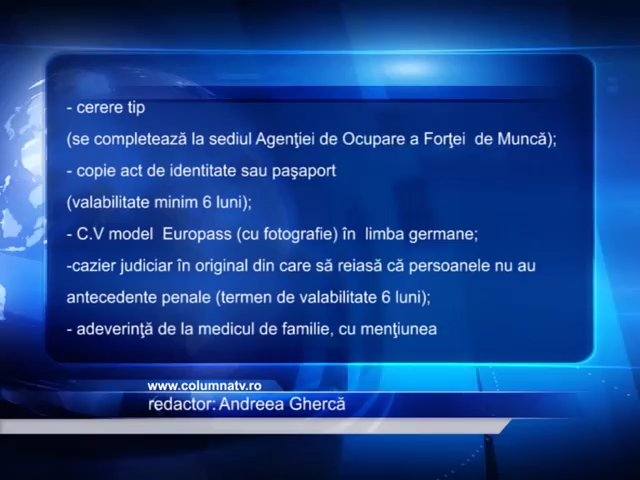 - cerere tip
(se completează la sediul Agenţiei de Ocupare a Forţei de Muncă);
- copie act de identitate sau paşaport
(valabilitate minim 6 luni);
- C.V model Europass (cu fotografie) în limba germane;
-cazier judiciar în original din care să reiasă că persoanele nu au
antecedente penale (termen de valabilitate 6 luni);
- adeverinţă de la medicul de familie, cu menţiunea
www.columnatv.ro
redactor: Andreea Ghercă